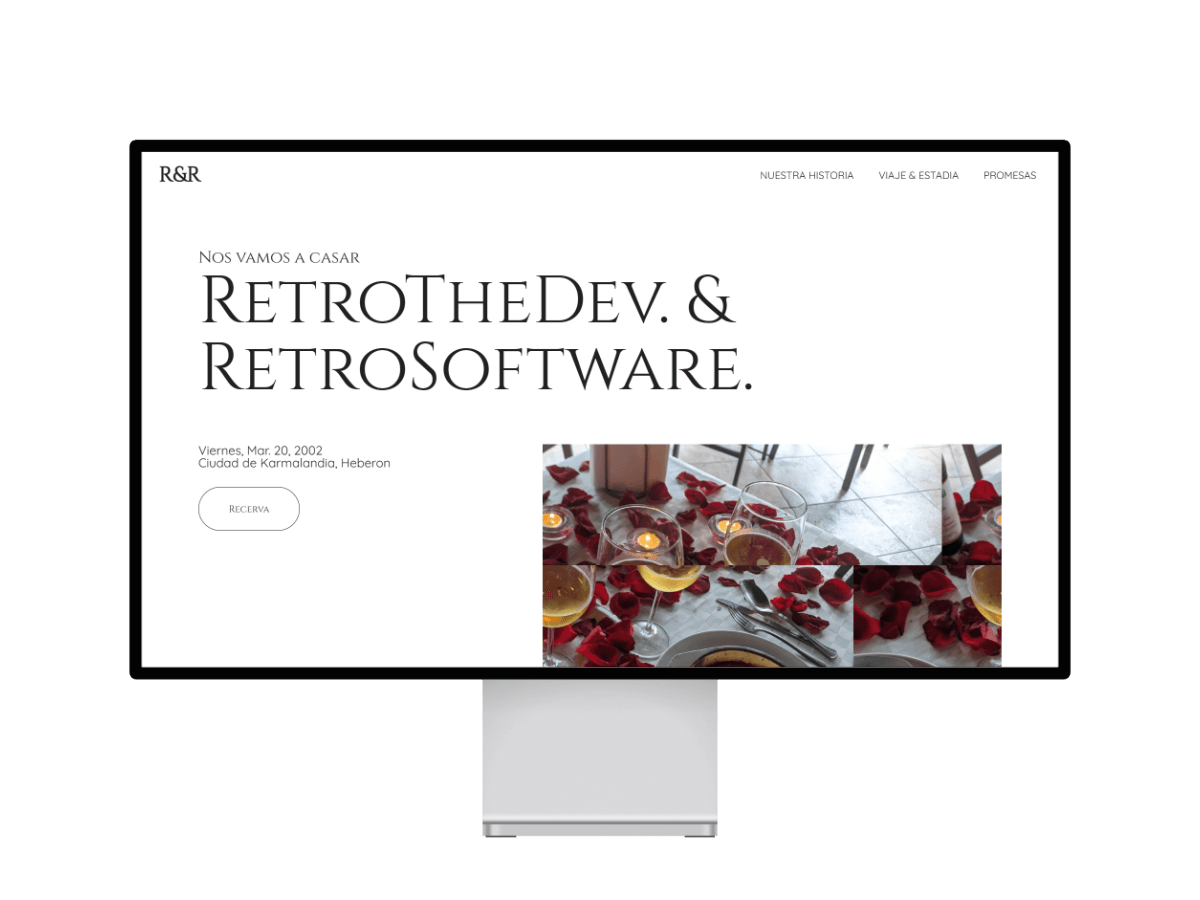 R&R
NUESTRA HISTORIA VIAJE & ESTADIA PROMESAS
Nos vamos a casar
RetroTheDev. &
RetroSoftware.
Viernes, Mar. 20, 2002
Ciudad de Karmalandia, Heberon
Recerva